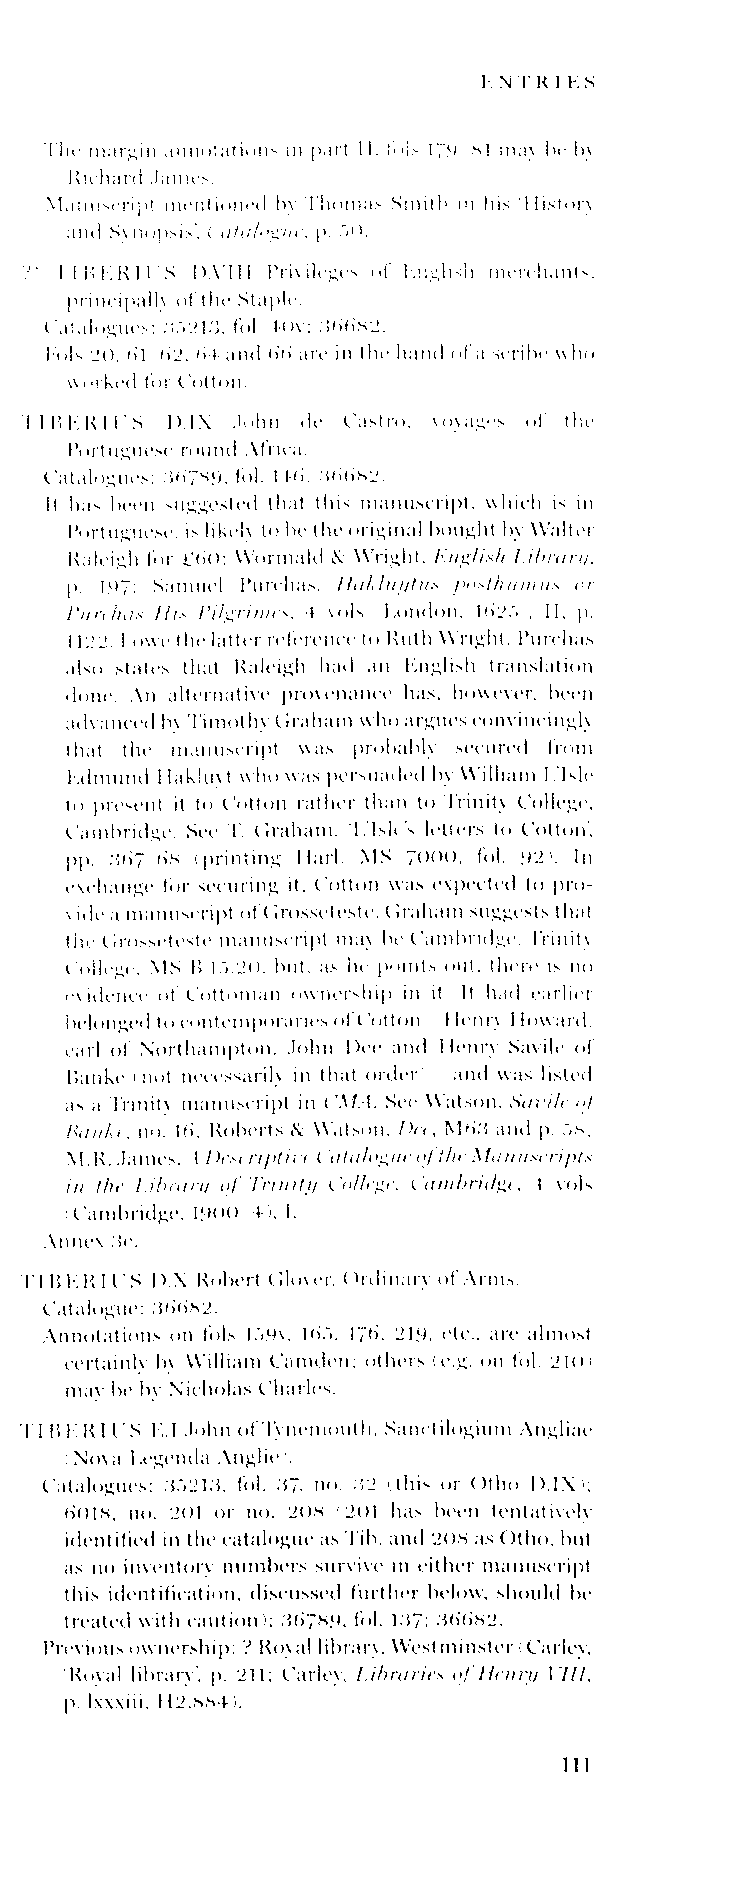 ENTRIES
The margin annotations in part II, fols 179–81 may be by
Richard James.
Manuscript mentioned by Thomas Smith in his 'History
and Synopsis', Catalogue, p. 50.
TIBERIUS D.VIII Privileges of English merchants,
principally of the Staple.
Catalogues: 35213, fol. 40v; 36682.
Fols 20, 61–62, 64 and 66 are in the hand of a scribe who
worked for Cotton.
TIBERIUS D.IX John de Castro, voyages of the
Portuguese round Africa.
Catalogues: 36789, fol. 146; 36682.
It has been suggested that this manuscript, which is in
Portuguese, is likely to be the original bought by Walter
Raleigh for £60: Wormald & Wright, English Library,
p. 197; Samuel Purchas, Hakluytus posthumus or
Purchas His Pilgrimes, 4 vols (London, 1625), II, p.
1122. I owe the latter reference to Ruth Wright. Purchas
also states that Raleigh had an English translation
done. An alternative provenance has, however, been
advanced by Timothy Graham who argues convincingly
that the manuscript was probably secured from
Edmund Hakluyt who was persuaded by William L'Isle
to present it to Cotton rather than to Trinity College,
Cambridge. See T. Graham, 'L'Isle's letters to Cotton',
pp. 367–68 (printing Harl. MS 7000, fol. 92). In
exchange for securing it, Cotton was expected to pro-
vide a manuscript of Grosseteste. Graham suggests that
the Grosseteste manuscript may be Cambridge, Trinity
College, MS B.15.20, but, as he points out, there is no
evidence of Cottonian ownership in it. It had earlier
belonged to contemporaries of Cotton – Henry Howard,
earl of Northampton, John Dee and Henry Savile of
Banke (not necessarily in that order) – and was listed
as a Trinity manuscript in CMA. See Watson, Savile of
Banke, no. 16, Roberts & Watson, Dee, M63 and p. 58,
M.R. James, A Descriptive Catalogue of the Manuscripts
in the Library of Trinity College, Cambridge, 4 vols
(Cambridge, 1900–4), I.
Annex 3e.
TIBERIUS D.X Robert Glover, Ordinary of Arms.
Catalogue: 36682.
Annotations on fols 159v, 165, 176, 219, etc., are almost
certainly by William Camden; others (e.g. on fol. 210)
may be by Nicholas Charles.
TIBERIUS E.I John of Tynemouth, Sanctilogium Angliae
(Nova Legenda Anglie).
Catalogues: 35213, fol. 37, no. 32 (this or Otho D.IX);
6018, no. 201 or no. 208 (201 has been tentatively
identified in the catalogue as Tib. and 208 as Otho, but
as no inventory numbers survive in either manuscript
this identification, discussed further below, should be
treated with caution); 36789, fol. 137; 36682.
Previous ownership: ? Royal library, Westminster (Carley,
'Royal library', p. 211; Carley, Libraries of Henry VIII,
p. lxxxiii, H2.884).
111